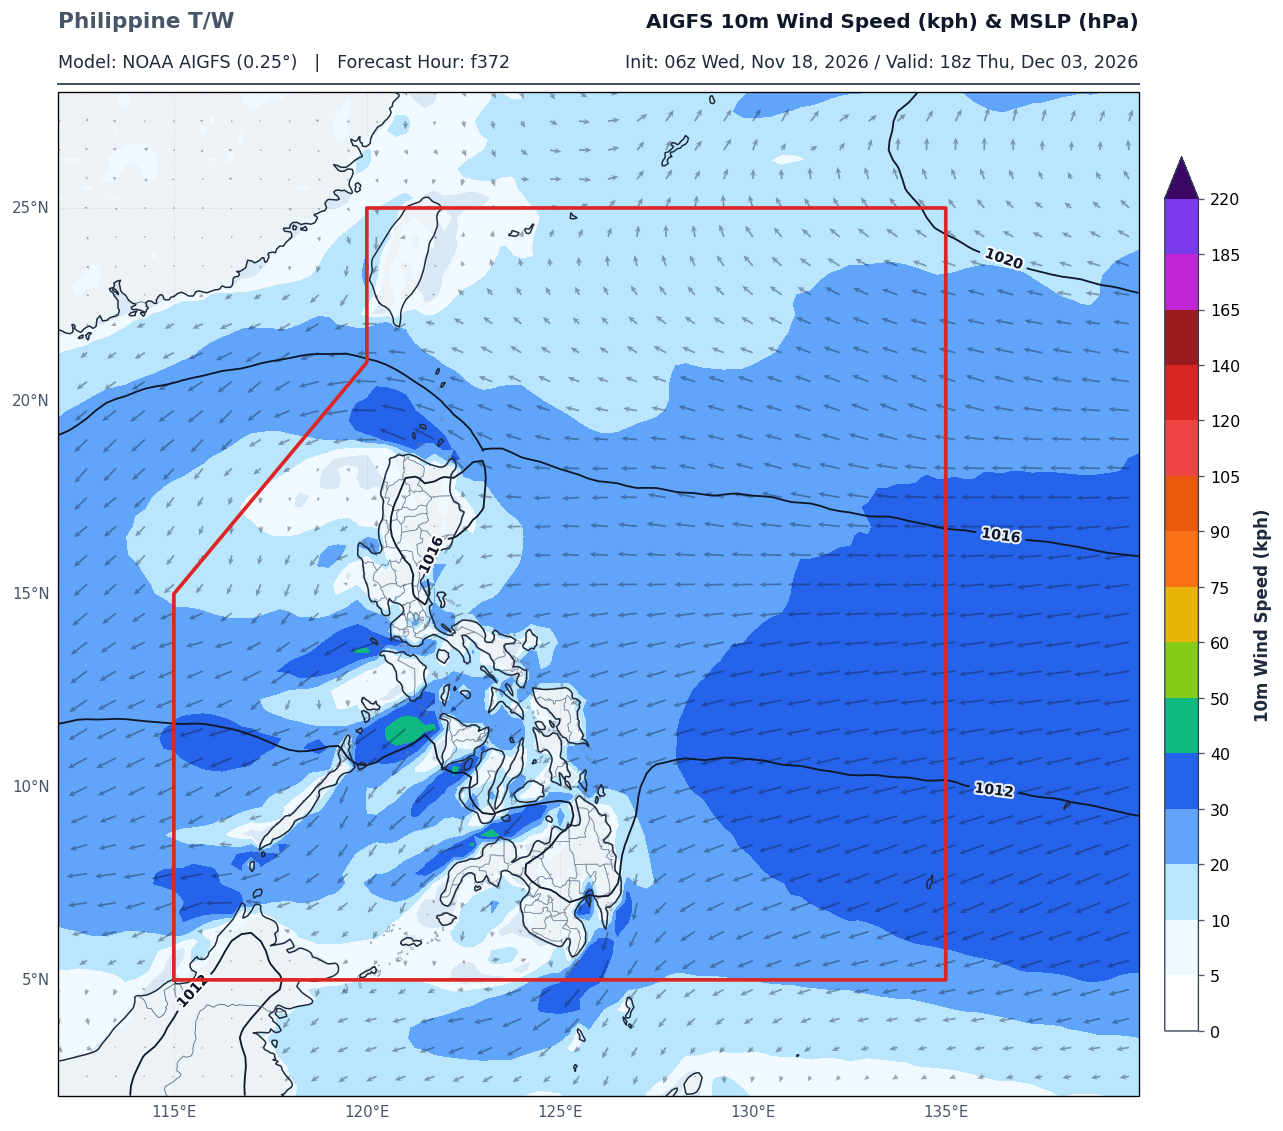 Philippine T/W
AIGFS 10m Wind Speed (kph) & MSLP (hPa)
Model: NOAA AIGFS (0.25°) | Forecast Hour: f372
Init: 06z Wed, Nov 18, 2026 / Valid: 18z Thu, Dec 03, 2026
25°N
20°N
15°N
10°N
5°N
115°E
120°E
125°E
130°E
135°E
1020
1016
1016
1012
1012
220
185
165
140
120
105
90
75
60
50
40
30
20
10
5
0
10m Wind Speed (kph)